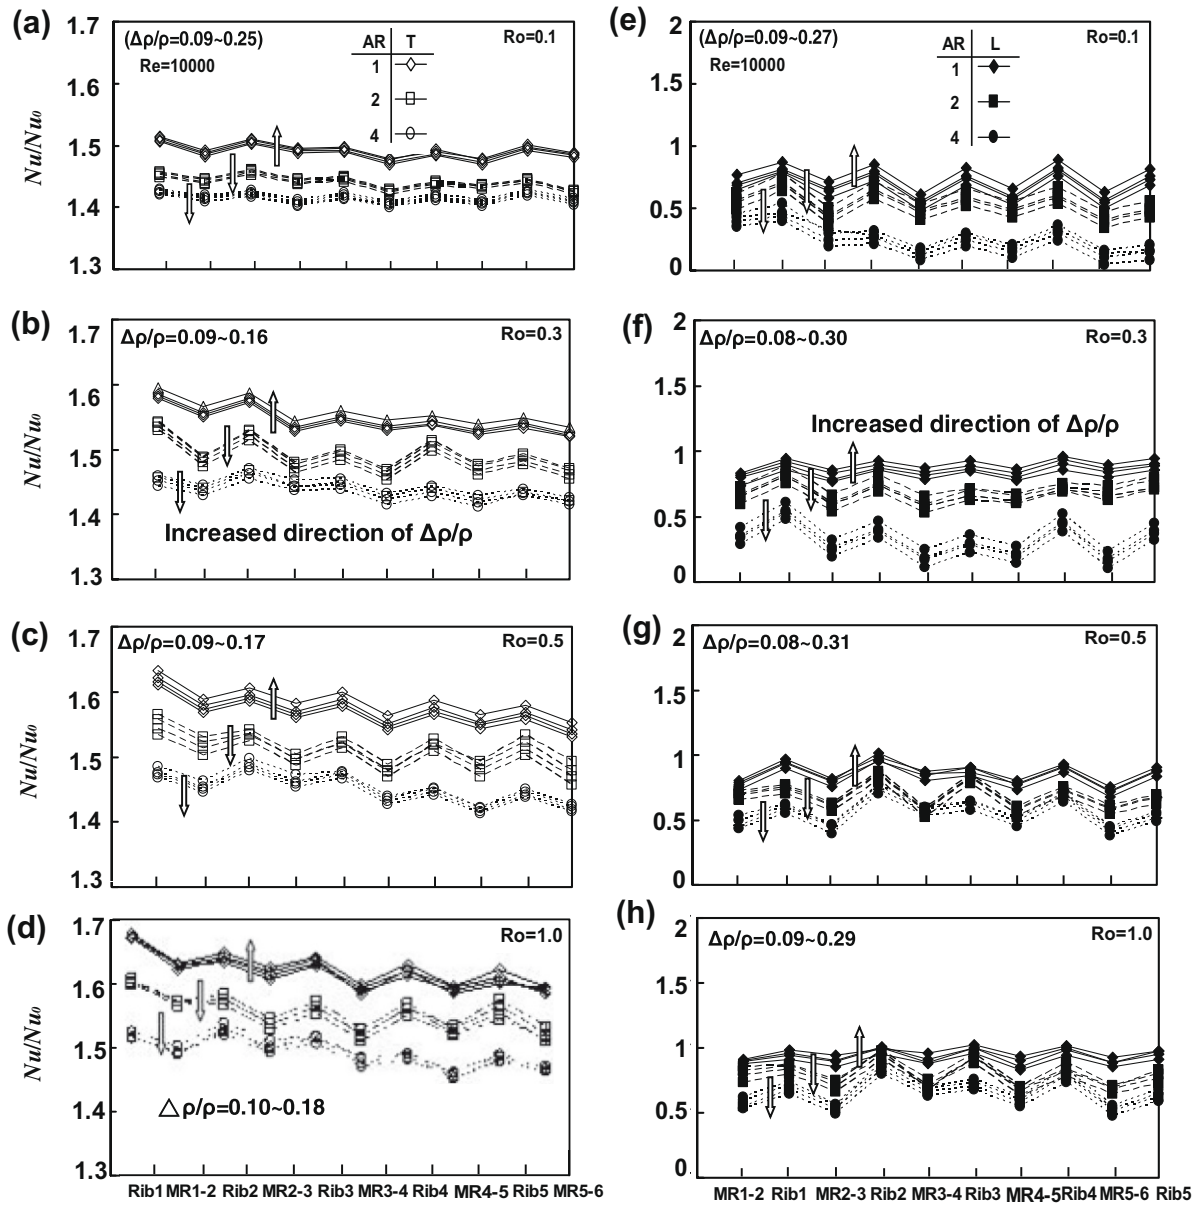 (a)
1.7
1.6
1.5
1.4
1.3
Nu/Nu₀
(Δρ/ρ=0.09~0.25)
Re=10000
AR T
1
2
4
Ro=0.1
(b)
1.7
1.6
1.5
1.4
1.3
Nu/Nu₀
Δρ/ρ=0.09~0.16
Ro=0.3
Increased direction of Δρ/ρ
(c)
1.7
1.6
1.5
1.4
1.3
Nu/Nu₀
Δρ/ρ=0.09~0.17
Ro=0.5
(d)
1.7
1.6
1.5
1.4
1.3
Nu/Nu₀
Ro=1.0
△ρ/ρ=0.10~0.18
Rib1 MR1-2 Rib2 MR2-3 Rib3 MR3-4 Rib4 MR4-5 Rib5 MR5-6
(e)
2
1.5
1
0.5
0
(Δρ/ρ=0.09~0.27)
Re=10000
AR L
1
2
4
Ro=0.1
(f)
2
1.5
1
0.5
0
Δρ/ρ=0.08~0.30
Ro=0.3
Increased direction of Δρ/ρ
(g)
2
1.5
1
0.5
0
Δρ/ρ=0.08~0.31
Ro=0.5
(h)
2
1.5
1
0.5
0
Δρ/ρ=0.09~0.29
Ro=1.0
MR1-2 Rib1 MR2-3 Rib2 MR3-4 Rib3 MR4-5 Rib4 MR5-6 Rib5